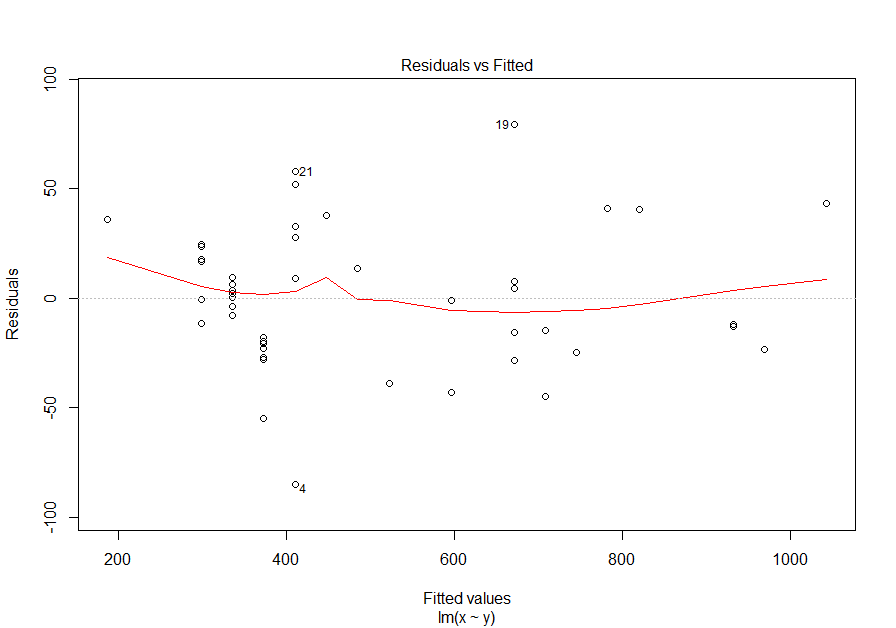 Residuals vs Fitted
Residuals
100
50
0
-50
-100
19
21
4
200 400 600 800 1000
Fitted values
lm(x ~ y)